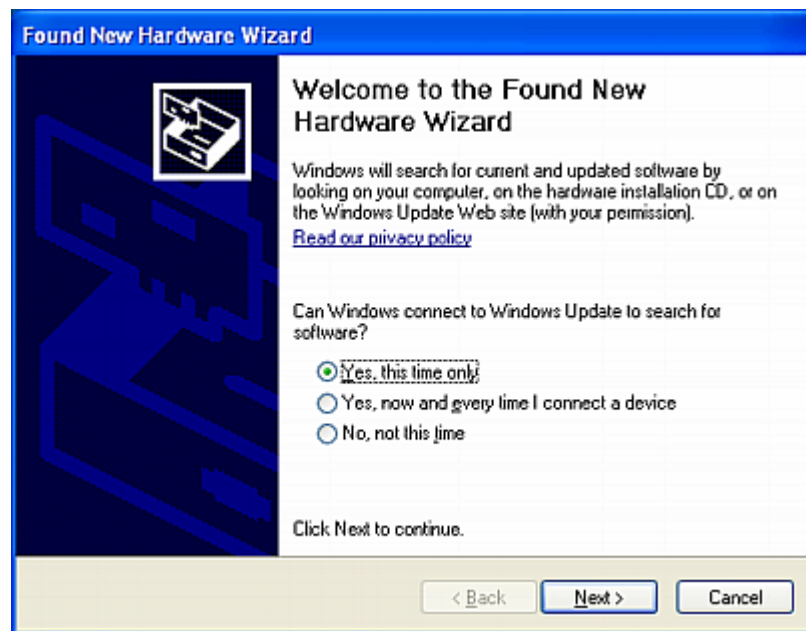 Found New Hardware Wizard
Welcome to the Found New
Hardware Wizard
Windows will search for current and updated software by
looking on your computer, on the hardware installation CD, or on
the Windows Update Web site (with your permission).
Read our privacy policy
Can Windows connect to Windows Update to search for
software?
Yes, this time only
Yes, now and every time I connect a device
No, not this time
Click Next to continue.
< Back Next > Cancel